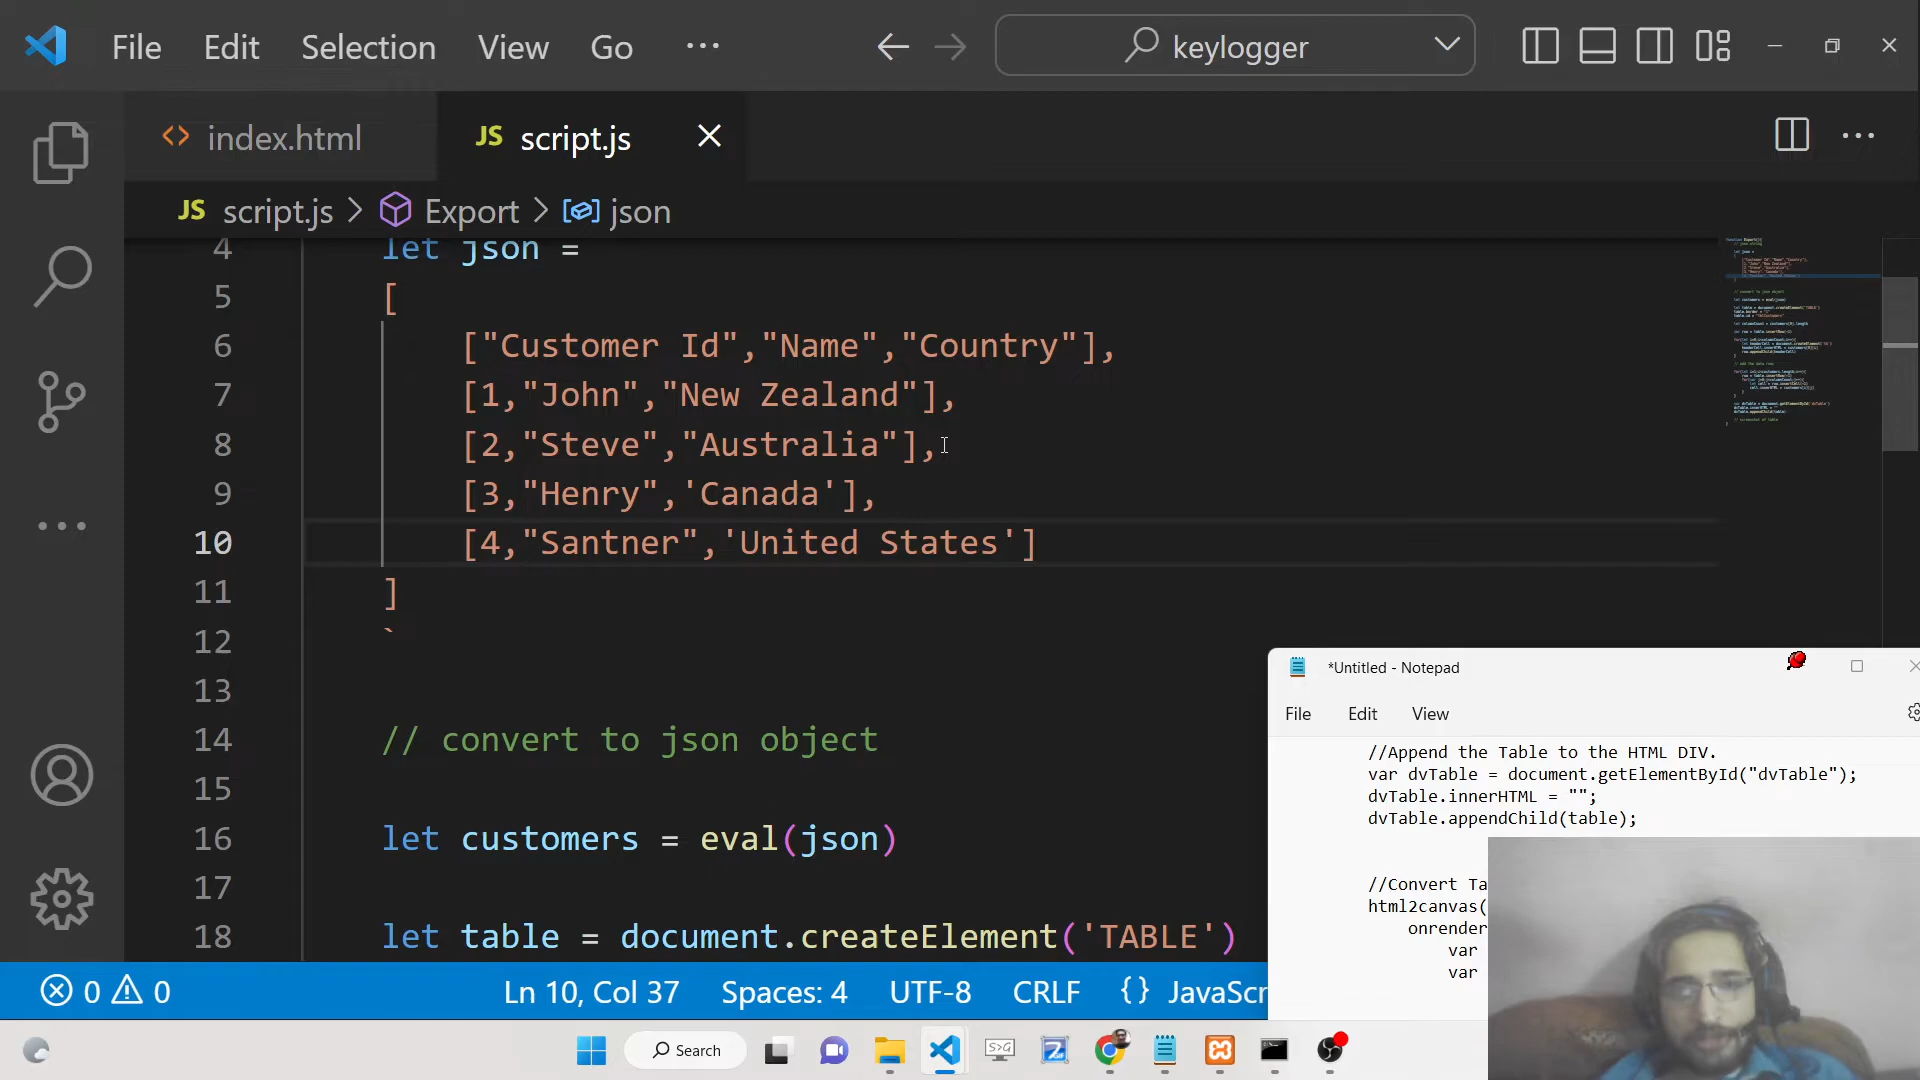 File Edit Selection View Go ... keylogger
<> index.html JS script.js
JS script.js > Export > json
4 let json =
5 [
6 ["Customer Id","Name","Country"],
7 [1,"John","New Zealand"],
8 [2,"Steve","Australia"],
9 [3,"Henry",'Canada'],
10 [4,"Santner",'United States']
11 ]
12 `
13
14 // convert to json object
15
16 let customers = eval(json)
17
18 let table = document.createElement('TABLE')
*Untitled - Notepad
File Edit View
//Append the Table to the HTML DIV.
var dvTable = document.getElementById("dvTable");
dvTable.innerHTML = "";
dvTable.appendChild(table);
//Convert Ta
html2canvas(
onrender
var
var
0 0 Ln 10, Col 37 Spaces: 4 UTF-8 CRLF {} JavaScr
Search